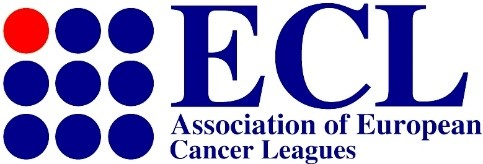 ECL
Association of European
Cancer Leagues